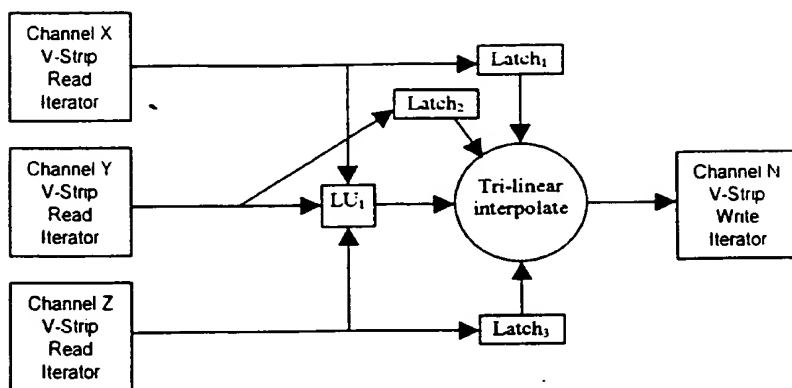 Channel X
V-Strip
Read
Iterator
Latch₁
Latch₂
Channel Y
V-Strip
Read
Iterator
LU₁
Tri-linear
interpolate
Channel N
V-Strip
Write
Iterator
Channel Z
V-Strip
Read
Iterator
Latch₃